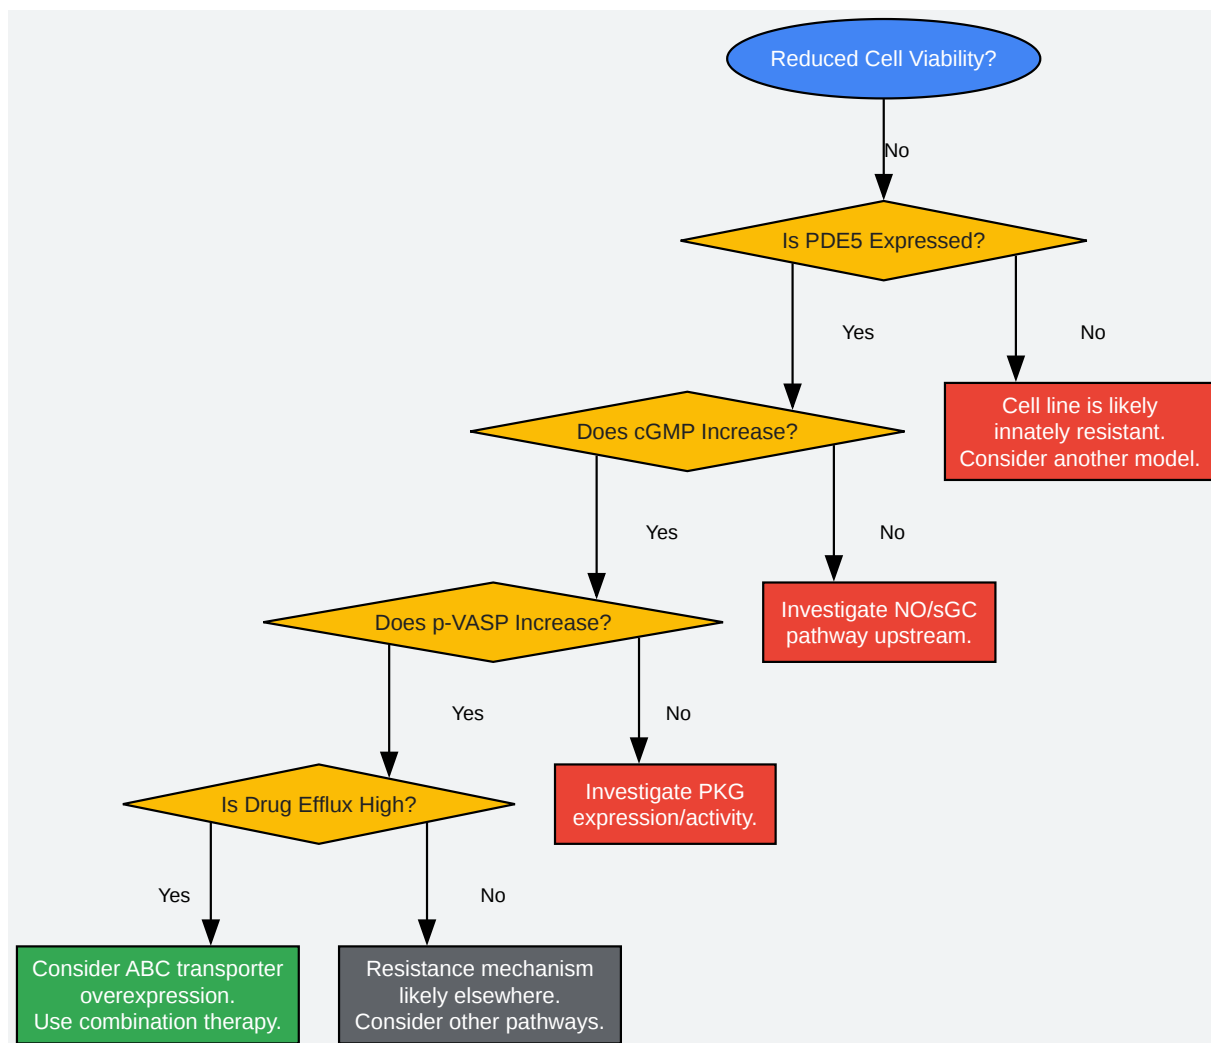 Reduced Cell Viability?
No
Is PDE5 Expressed?
Yes
No
Cell line is likely
innately resistant.
Consider another model.
Does cGMP Increase?
Yes
No
Investigate NO/sGC
pathway upstream.
Does p-VASP Increase?
Yes
No
Investigate PKG
expression/activity.
Is Drug Efflux High?
Yes
No
Consider ABC transporter
overexpression.
Use combination therapy.
Resistance mechanism
likely elsewhere.
Consider other pathways.